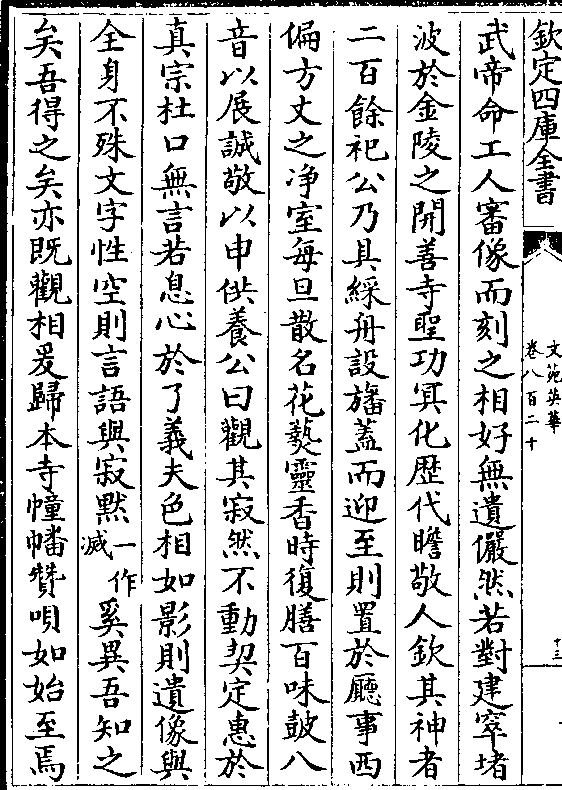 欽定四庫全書
文苑英華
卷八百二十
十三
武帝命工人審像而刻之相好無遺儼然若對建窣堵
波於金陵之開善寺聖功冥化歴代瞻敬人欽其神者
二百餘祀公乃具綵舟設旛蓋而迎至則置於廳事西
偏方丈之净室每旦散名花爇靈香時復膳百味鼓八
音以展誠敬以申供養公曰觀其寂然不動契定惠於
真宗杜口無言若息心於了義夫色相如影則遺像與
全身不殊文字性空則言語與寂默一作滅奚異吾知之
矣吾得之矣亦既觀相爰歸本寺幢幡贊唄如始至焉